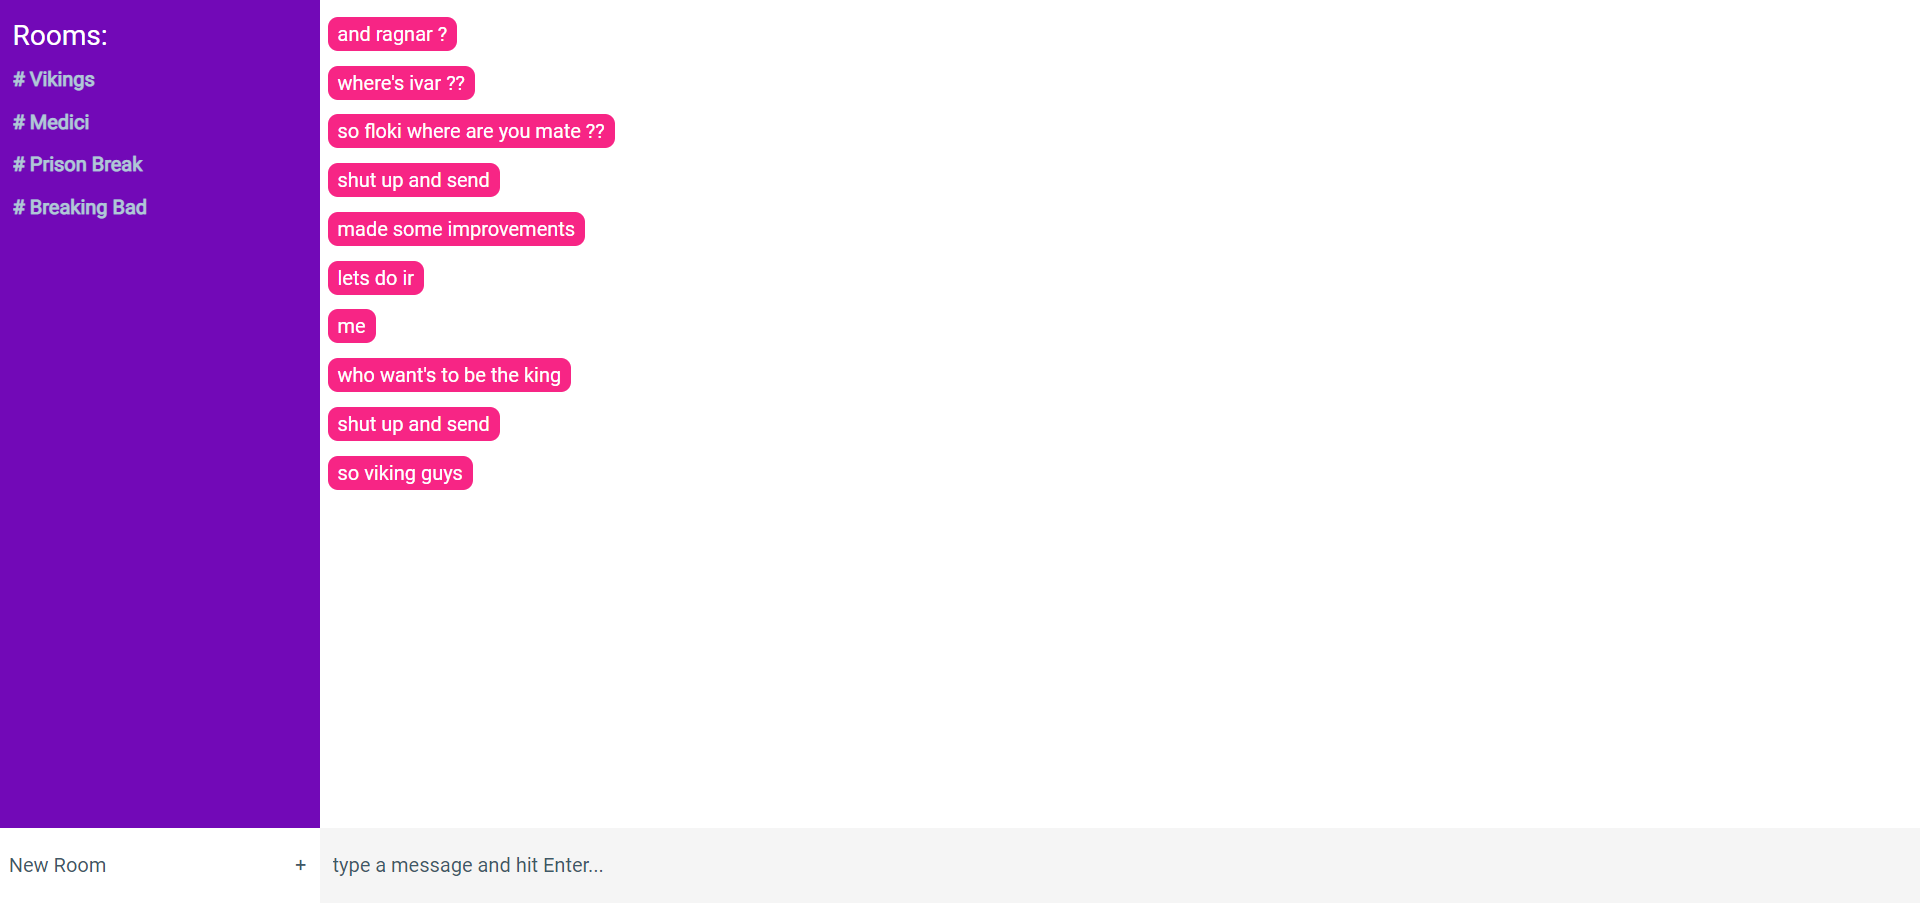 Rooms:
# Vikings
# Medici
# Prison Break
# Breaking Bad
New Room +
and ragnar ?
where's ivar ??
so floki where are you mate ??
shut up and send
made some improvements
lets do ir
me
who want's to be the king
shut up and send
so viking guys
type a message and hit Enter...